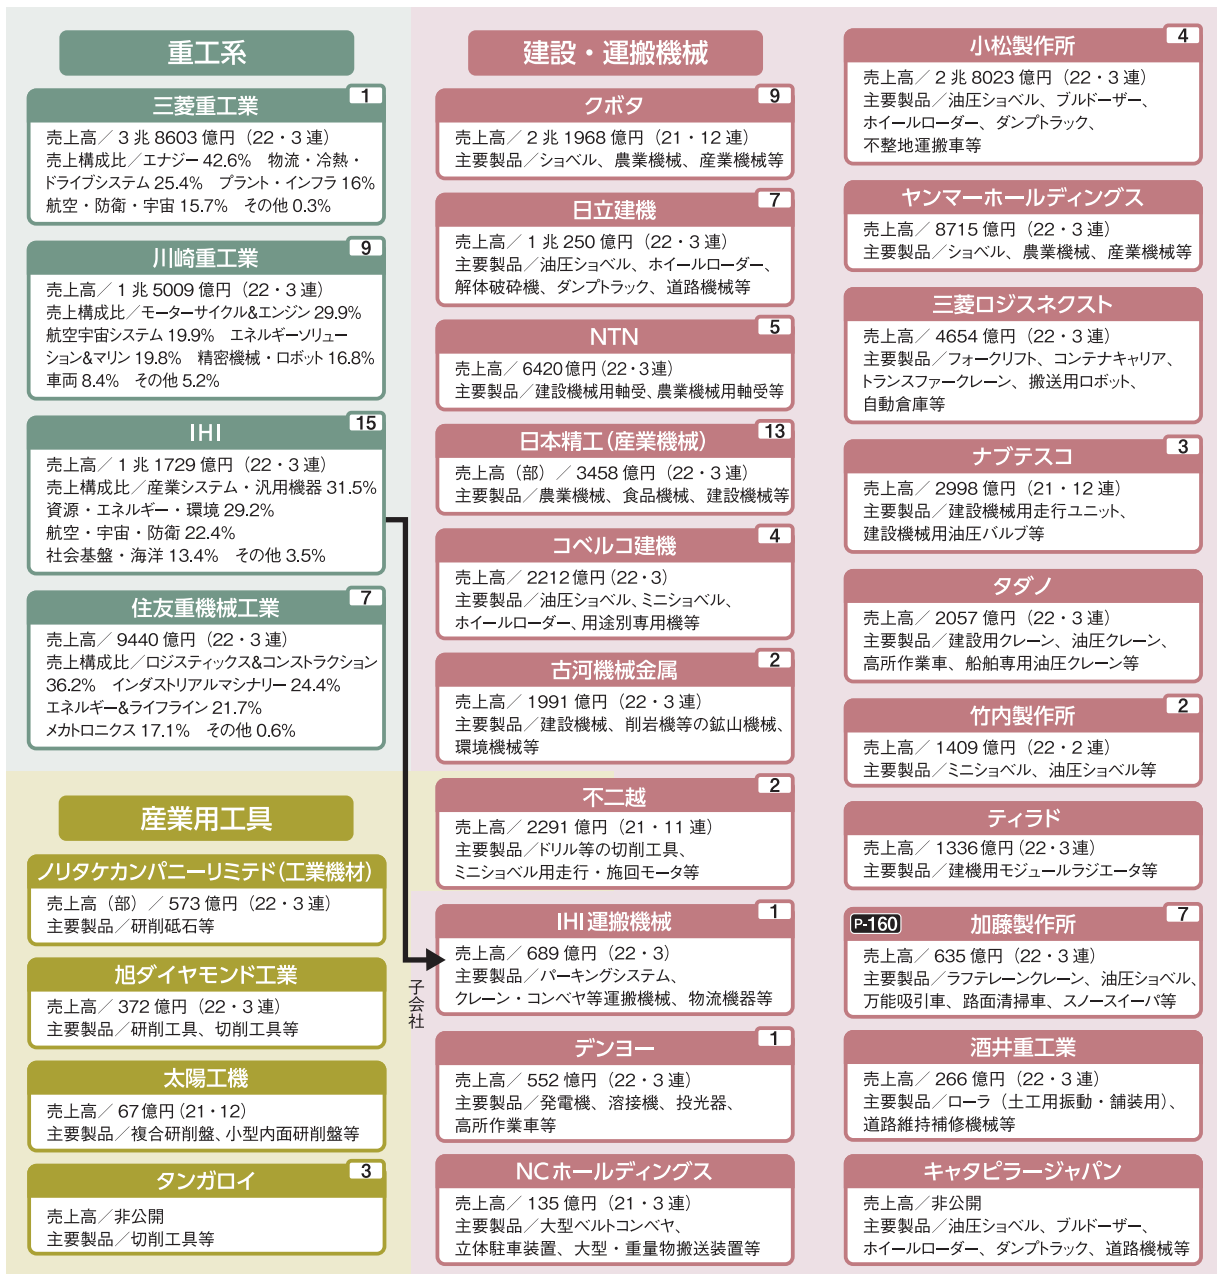 重工系
三菱重工業
1
売上高／3兆8603億円（22・3連）
売上構成比／エナジー42.6%　物流・冷熱・
ドライブシステム25.4%　プラント・インフラ16%
航空・防衛・宇宙15.7%　その他0.3%
川崎重工業
9
売上高／1兆5009億円（22・3連）
売上構成比／モーターサイクル&エンジン29.9%
航空宇宙システム19.9%　エネルギーソリュー
ション&マリン19.8%　精密機械・ロボット16.8%
車両8.4%　その他5.2%
IHI
15
売上高／1兆1729億円（22・3連）
売上構成比／産業システム・汎用機器31.5%
資源・エネルギー・環境29.2%
航空・宇宙・防衛22.4%
社会基盤・海洋13.4%　その他3.5%
住友重機械工業
7
売上高／9440億円（22・3連）
売上構成比／ロジスティックス&コンストラクション
36.2%　インダストリアルマシナリー24.4%
エネルギー&ライフライン21.7%
メカトロニクス17.1%　その他0.6%
産業用工具
ノリタケカンパニーリミテド（工業機材）
売上高（部）／573億円（22・3連）
主要製品／研削砥石等
旭ダイヤモンド工業
売上高／372億円（22・3連）
主要製品／研削工具、切削工具等
太陽工機
売上高／67億円（21・12）
主要製品／複合研削盤、小型内面研削盤等
タンガロイ
3
売上高／非公開
主要製品／切削工具等
建設・運搬機械
クボタ
9
売上高／2兆1968億円（21・12連）
主要製品／ショベル、農業機械、産業機械等
日立建機
7
売上高／1兆250億円（22・3連）
主要製品／油圧ショベル、ホイールローダー、
解体破砕機、ダンプトラック、道路機械等
NTN
5
売上高／6420億円（22・3連）
主要製品／建設機械用軸受、農業機械用軸受等
日本精工（産業機械）
13
売上高（部）／3458億円（22・3連）
主要製品／農業機械、食品機械、建設機械等
コベルコ建機
4
売上高／2212億円（22・3）
主要製品／油圧ショベル、ミニショベル、
ホイールローダー、用途別専用機等
古河機械金属
2
売上高／1991億円（22・3連）
主要製品／建設機械、削岩機等の鉱山機械、
環境機械等
不二越
2
売上高／2291億円（21・11連）
主要製品／ドリル等の切削工具、
ミニショベル用走行・施回モータ等
IHI運搬機械
1
売上高／689億円（22・3）
主要製品／パーキングシステム、
クレーン・コンベヤ等運搬機械、物流機器等
子会社
デンヨー
1
売上高／552億円（22・3連）
主要製品／発電機、溶接機、投光器、
高所作業車等
NCホールディングス
売上高／135億円（21・3連）
主要製品／大型ベルトコンベヤ、
立体駐車装置、大型・重量物搬送装置等
小松製作所
4
売上高／2兆8023億円（22・3連）
主要製品／油圧ショベル、ブルドーザー、
ホイールローダー、ダンプトラック、
不整地運搬車等
ヤンマーホールディングス
売上高／8715億円（22・3連）
主要製品／ショベル、農業機械、産業機械等
三菱ロジスネクスト
売上高／4654億円（22・3連）
主要製品／フォークリフト、コンテナキャリア、
トランスファークレーン、搬送用ロボット、
自動倉庫等
ナブテスコ
3
売上高／2998億円（21・12連）
主要製品／建設機械用走行ユニット、
建設機械用油圧バルブ等
タダノ
売上高／2057億円（22・3連）
主要製品／建設用クレーン、油圧クレーン、
高所作業車、船舶専用油圧クレーン等
竹内製作所
2
売上高／1409億円（22・2連）
主要製品／ミニショベル、油圧ショベル等
ティラド
売上高／1336億円（22・3連）
主要製品／建機用モジュールラジエータ等
P-160
加藤製作所
7
売上高／635億円（22・3連）
主要製品／ラフテレーンクレーン、油圧ショベル、
万能吸引車、路面清掃車、スノースイーパ等
酒井重工業
売上高／266億円（22・3連）
主要製品／ローラ（土工用振動・舗装用）、
道路維持補修機械等
キャタピラージャパン
売上高／非公開
主要製品／油圧ショベル、ブルドーザー、
ホイールローダー、ダンプトラック、道路機械等